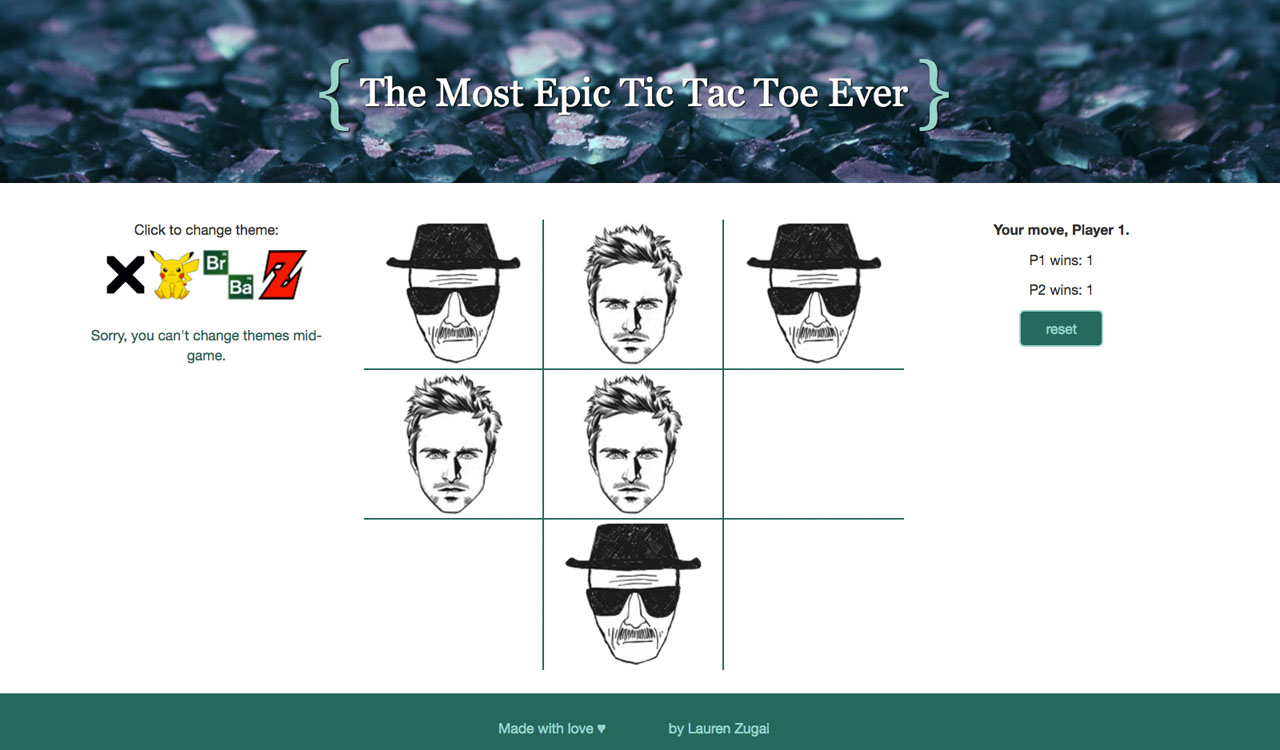 { The Most Epic Tic Tac Toe Ever }
Click to change theme:
Br
Ba
Z
Sorry, you can't change themes mid-
game.
Your move, Player 1.
P1 wins: 1
P2 wins: 1
reset
Made with love ♥ by Lauren Zugai